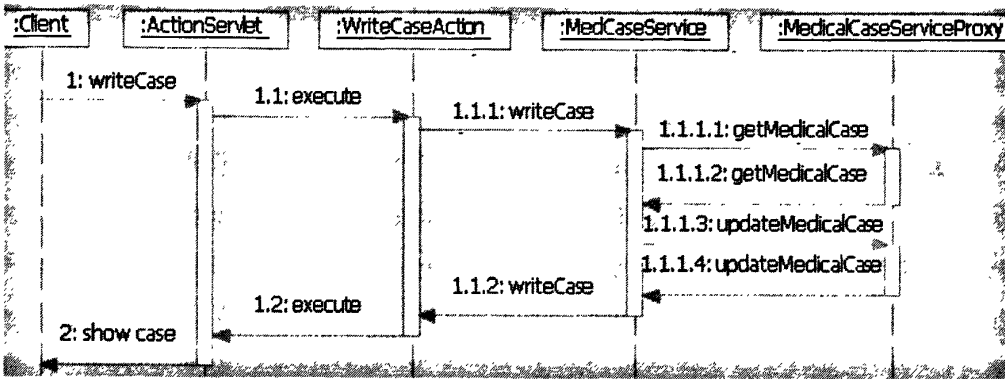 :Client
:ActionServlet
:WriteCaseAction
:MedCaseService
:MedicalCaseServiceProxy
1: writeCase
1.1: execute
1.1.1: writeCase
1.1.1.1: getMedicalCase
1.1.1.2: getMedicalCase
1.1.1.3: updateMedicalCase
1.1.1.4: updateMedicalCase
1.1.2: writeCase
1.2: execute
2: show case